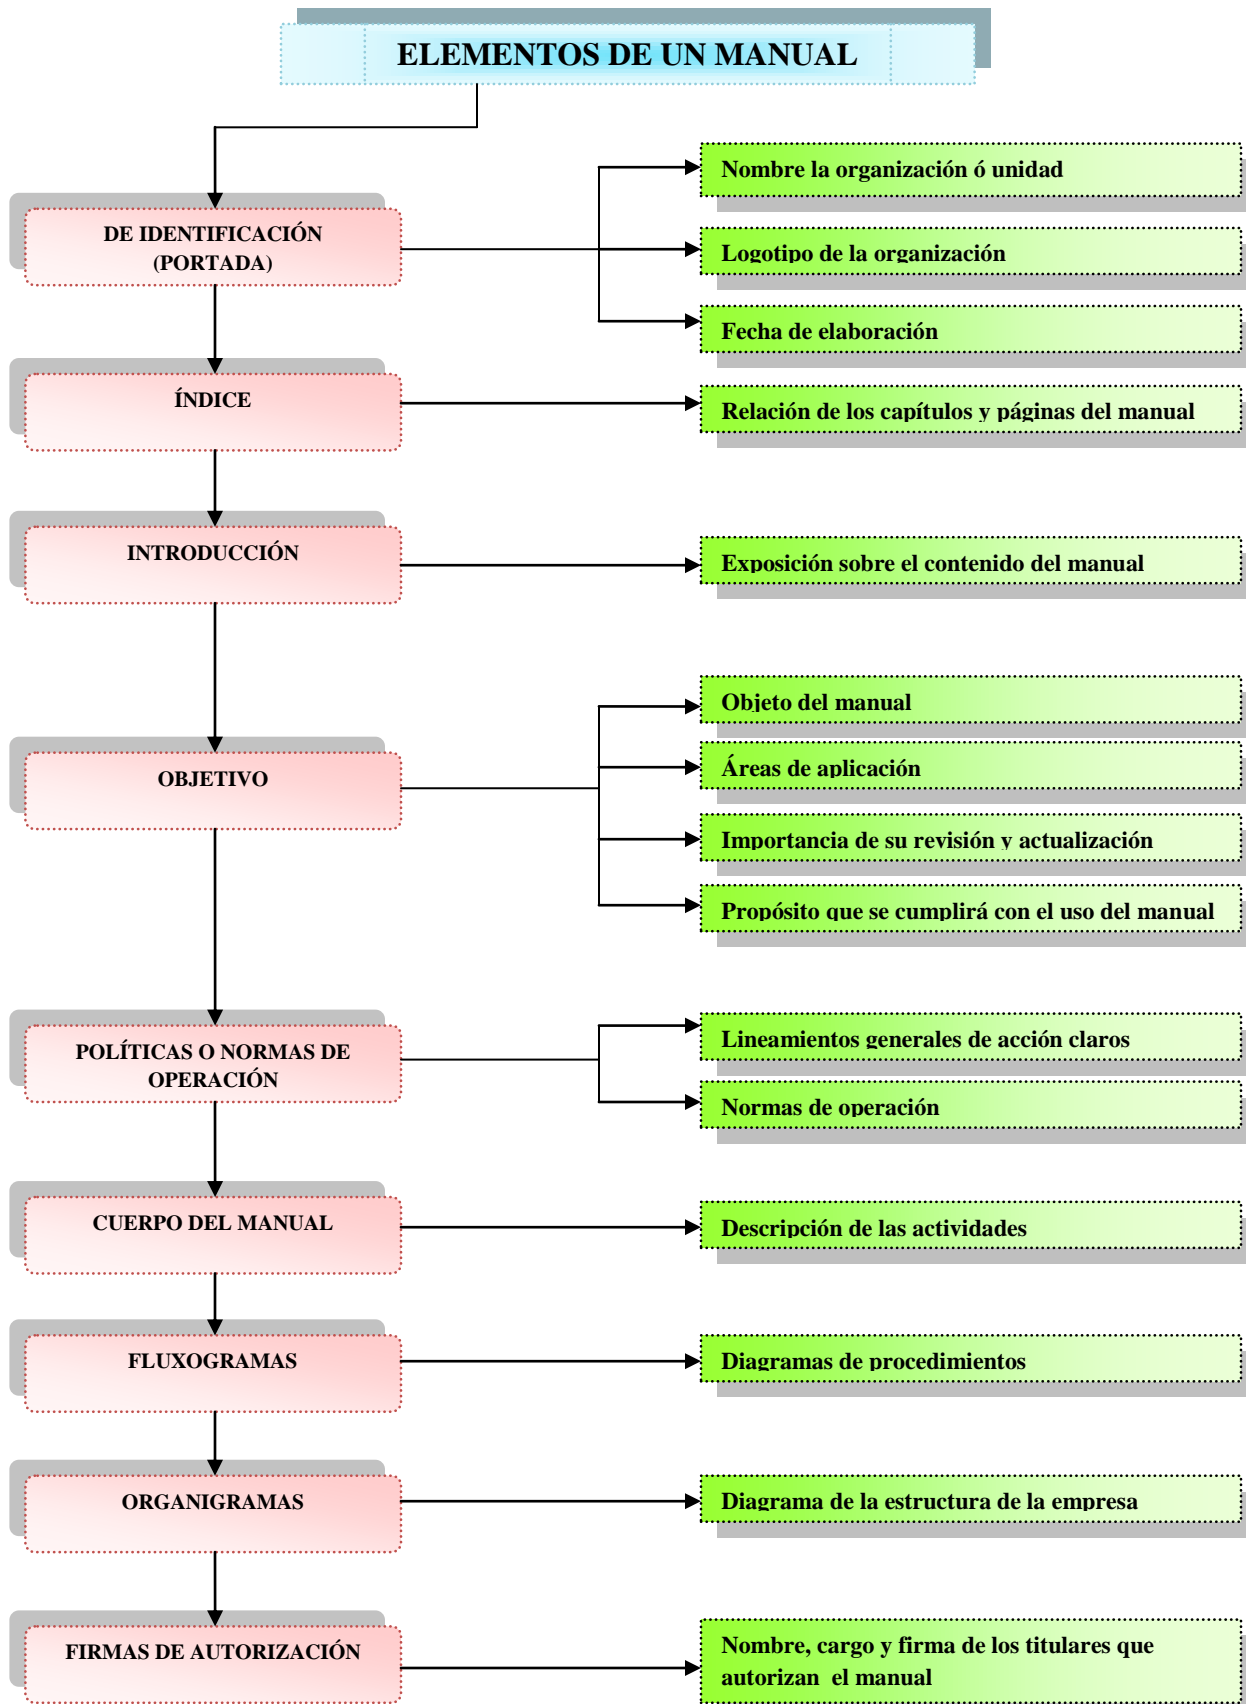 ELEMENTOS DE UN MANUAL
DE IDENTIFICACIÓN
(PORTADA)
Nombre la organización ó unidad
Logotipo de la organización
Fecha de elaboración
ÍNDICE
Relación de los capítulos y páginas del manual
INTRODUCCIÓN
Exposición sobre el contenido del manual
OBJETIVO
Objeto del manual
Áreas de aplicación
Importancia de su revisión y actualización
Propósito que se cumplirá con el uso del manual
POLÍTICAS O NORMAS DE
OPERACIÓN
Lineamientos generales de acción claros
Normas de operación
CUERPO DEL MANUAL
Descripción de las actividades
FLUXOGRAMAS
Diagramas de procedimientos
ORGANIGRAMAS
Diagrama de la estructura de la empresa
FIRMAS DE AUTORIZACIÓN
Nombre, cargo y firma de los titulares que
autorizan el manual